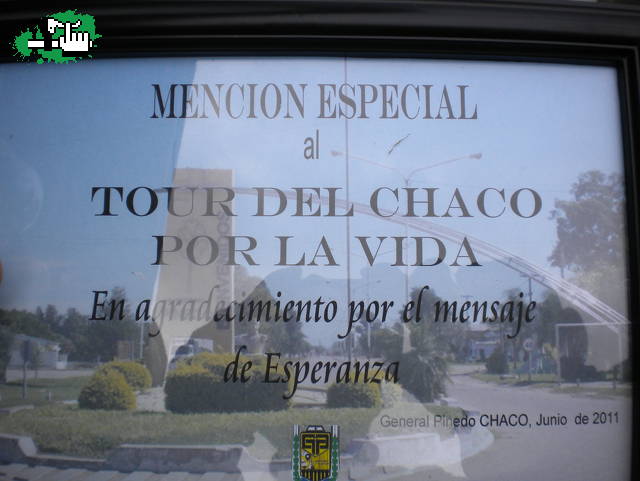 MENCION ESPECIAL
al
TOUR DEL CHACO
POR LA VIDA
En agradecimiento por el mensaje
de Esperanza
General Pinedo CHACO, Junio de 2011